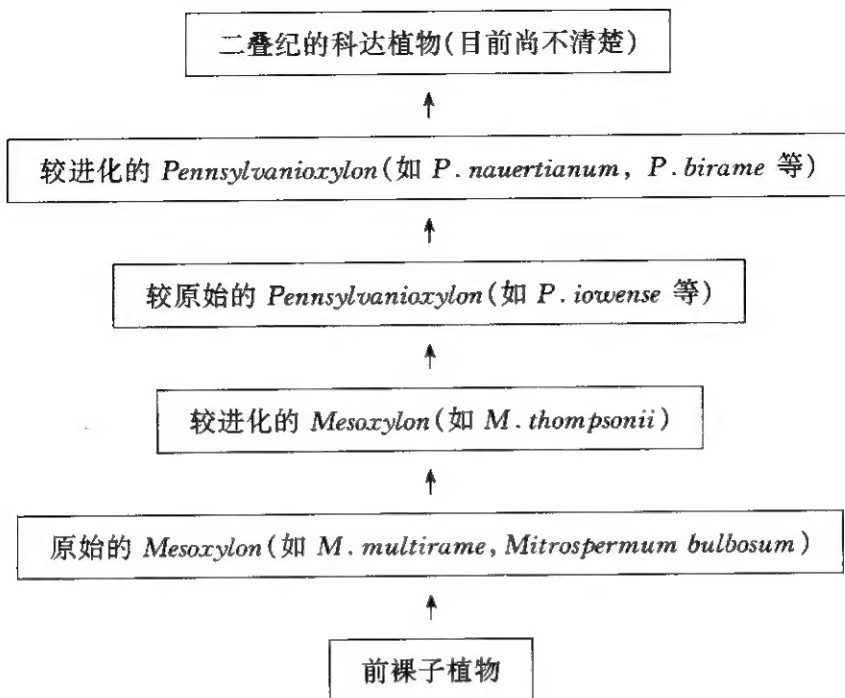 二叠纪的科达植物(目前尚不清楚)
较进化的 Pennsylvanioxylon(如 P. nauertianum, P. birame 等)
较原始的 Pennsylvanioxylon(如 P. iowense 等)
较进化的 Mesoxylon(如 M. thompsonii)
原始的 Mesoxylon(如 M. multirame, Mitrospermum bulbosum)
前裸子植物